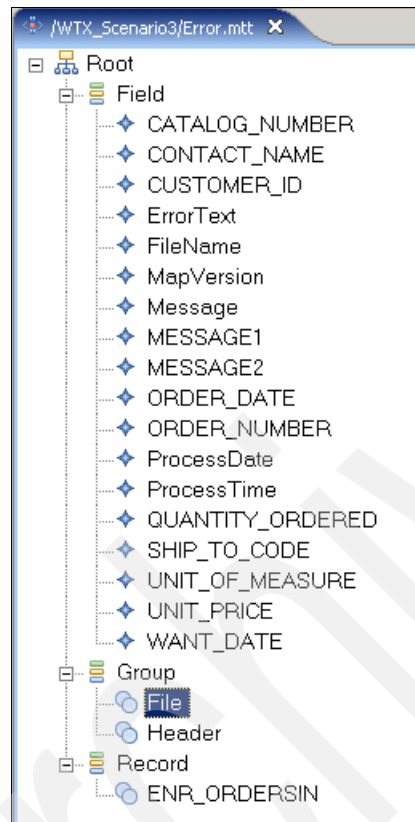 /WTX_Scenario3/Error.mtt
Root
Field
CATALOG_NUMBER
CONTACT_NAME
CUSTOMER_ID
ErrorText
FileName
MapVersion
Message
MESSAGE1
MESSAGE2
ORDER_DATE
ORDER_NUMBER
ProcessDate
ProcessTime
QUANTITY_ORDERED
SHIP_TO_CODE
UNIT_OF_MEASURE
UNIT_PRICE
WANT_DATE
Group
File
Header
Record
ENR_ORDERSIN